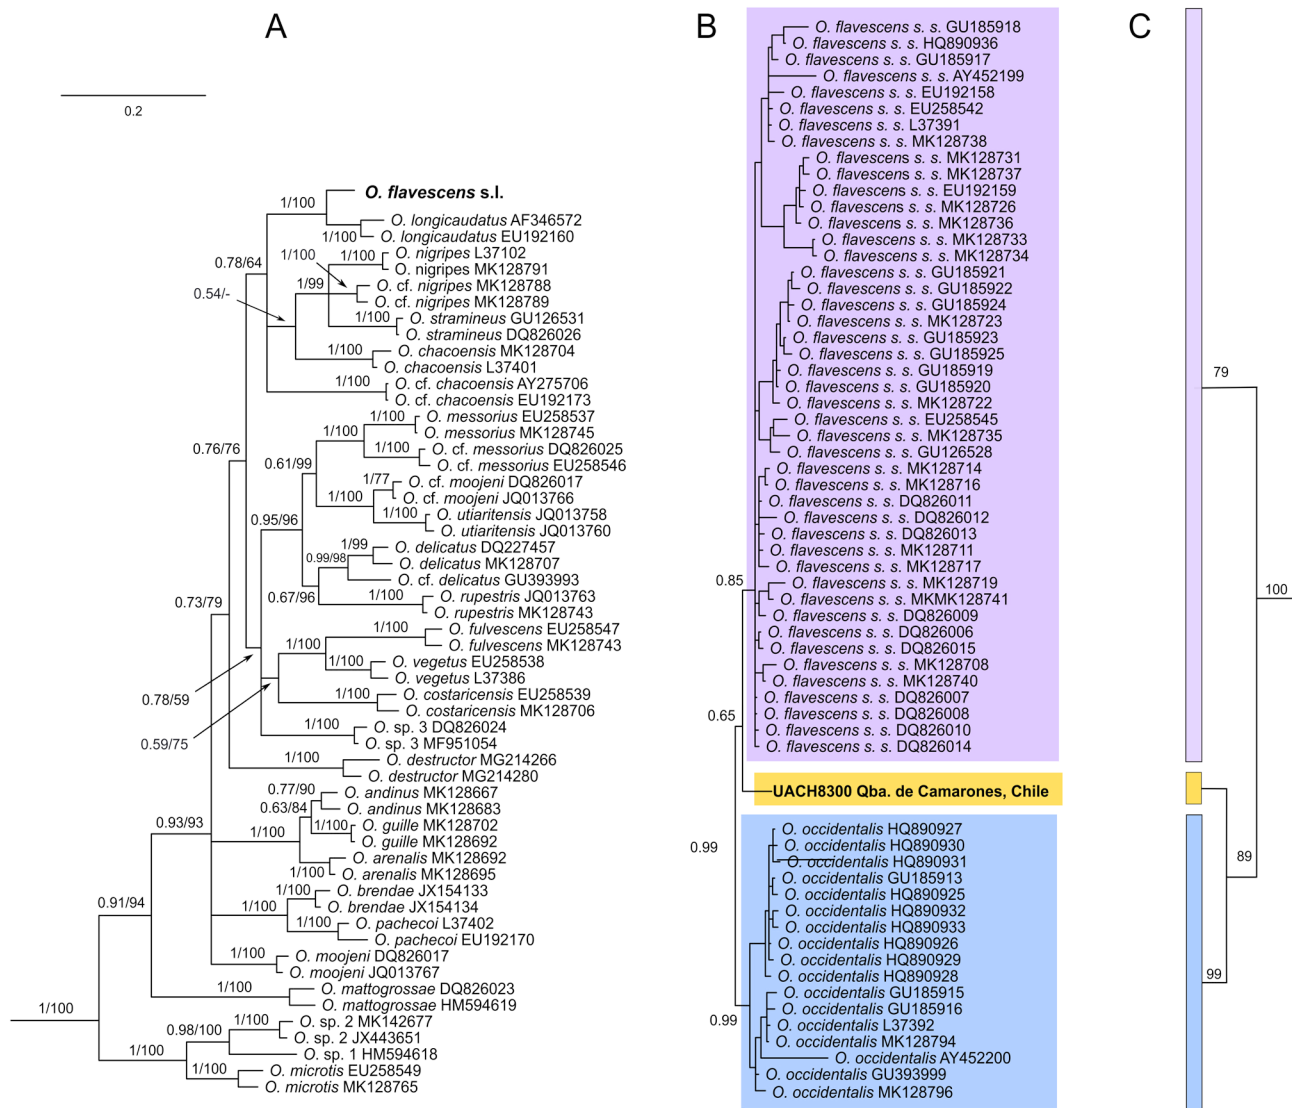 A
0.2
O. flavescens s.l.
1/100
O. longicaudatus AF346572
1/100
O. longicaudatus EU192160
1/100
1/100
O. nigripes L37102
0.78/64
O. nigripes MK128791
1/99
O. cf. nigripes MK128788
0.54/-
O. cf. nigripes MK128789
1/100
O. stramineus GU126531
O. stramineus DQ826026
1/100
O. chacoensis MK128704
O. chacoensis L37401
1/100
O. cf. chacoensis AY275706
O. cf. chacoensis EU192173
1/100
O. messorius EU258537
1/100
O. messorius MK128745
0.76/76
1/100
O. cf. messorius DQ826025
0.61/99
O. cf. messorius EU258546
1/77
O. cf. moojeni DQ826017
1/100
O. cf. moojeni JQ013766
1/100
O. utiaritensis JQ013758
0.95/96
O. utiaritensis JQ013760
1/99
O. delicatus DQ227457
0.99/98
O. delicatus MK128707
O. cf. delicatus GU393993
0.73/79
0.67/96
1/100
O. rupestris JQ013763
O. rupestris MK128743
1/100
O. fulvescens EU258547
O. fulvescens MK128743
1/100
1/100
O. vegetus EU258538
O. vegetus L37386
0.78/59
1/100
O. costaricensis EU258539
O. costaricensis MK128706
0.59/75
1/100
O. sp. 3 DQ826024
O. sp. 3 MF951054
1/100
O. destructor MG214266
O. destructor MG214280
0.77/90
O. andinus MK128667
0.63/84
O. andinus MK128683
0.93/93
1/100
1/100
O. guille MK128702
O. guille MK128692
O. arenalis MK128692
1/100
O. arenalis MK128695
1/100
O. brendae JX154133
0.91/94
1/100
O. brendae JX154134
1/100
O. pachecoi L37402
O. pachecoi EU192170
1/100
O. moojeni DQ826017
O. moojeni JQ013767
1/100
O. mattogrossae DQ826023
O. mattogrossae HM594619
1/100
1/100
O. sp. 2 MK142677
0.98/100
O. sp. 2 JX443651
1/100
O. sp. 1 HM594618
1/100
O. microtis EU258549
O. microtis MK128765
B
O. flavescens s. s. GU185918
O. flavescens s. s. HQ890936
O. flavescens s. s. GU185917
O. flavescens s. s. AY452199
O. flavescens s. s. EU192158
O. flavescens s. s. EU258542
O. flavescens s. s. L37391
O. flavescens s. s. MK128738
O. flavescens s. s. MK128731
O. flavescens s. s. MK128737
O. flavescens s. s. EU192159
O. flavescens s. s. MK128726
O. flavescens s. s. MK128736
O. flavescens s. s. MK128733
O. flavescens s. s. MK128734
O. flavescens s. s. GU185921
O. flavescens s. s. GU185922
O. flavescens s. s. GU185924
O. flavescens s. s. MK128723
O. flavescens s. s. GU185923
O. flavescens s. s. GU185925
O. flavescens s. s. GU185919
O. flavescens s. s. GU185920
O. flavescens s. s. MK128722
O. flavescens s. s. EU258545
O. flavescens s. s. MK128735
O. flavescens s. s. GU126528
O. flavescens s. s. MK128714
O. flavescens s. s. MK128716
O. flavescens s. s. DQ826011
O. flavescens s. s. DQ826012
O. flavescens s. s. DQ826013
O. flavescens s. s. MK128711
O. flavescens s. s. MK128717
0.85
O. flavescens s. s. MK128719
O. flavescens s. s. MKMK128741
O. flavescens s. s. DQ826009
O. flavescens s. s. DQ826006
O. flavescens s. s. DQ826015
O. flavescens s. s. MK128708
O. flavescens s. s. MK128740
O. flavescens s. s. DQ826007
0.65
O. flavescens s. s. DQ826008
O. flavescens s. s. DQ826010
O. flavescens s. s. DQ826014
UACH8300 Qba. de Camarones, Chile
O. occidentalis HQ890927
0.99
O. occidentalis HQ890930
O. occidentalis HQ890931
O. occidentalis GU185913
O. occidentalis HQ890925
O. occidentalis HQ890932
O. occidentalis HQ890933
O. occidentalis HQ890926
O. occidentalis HQ890929
O. occidentalis HQ890928
O. occidentalis GU185915
O. occidentalis GU185916
0.99
O. occidentalis L37392
O. occidentalis MK128794
O. occidentalis AY452200
O. occidentalis GU393999
O. occidentalis MK128796
C
79
100
89
99